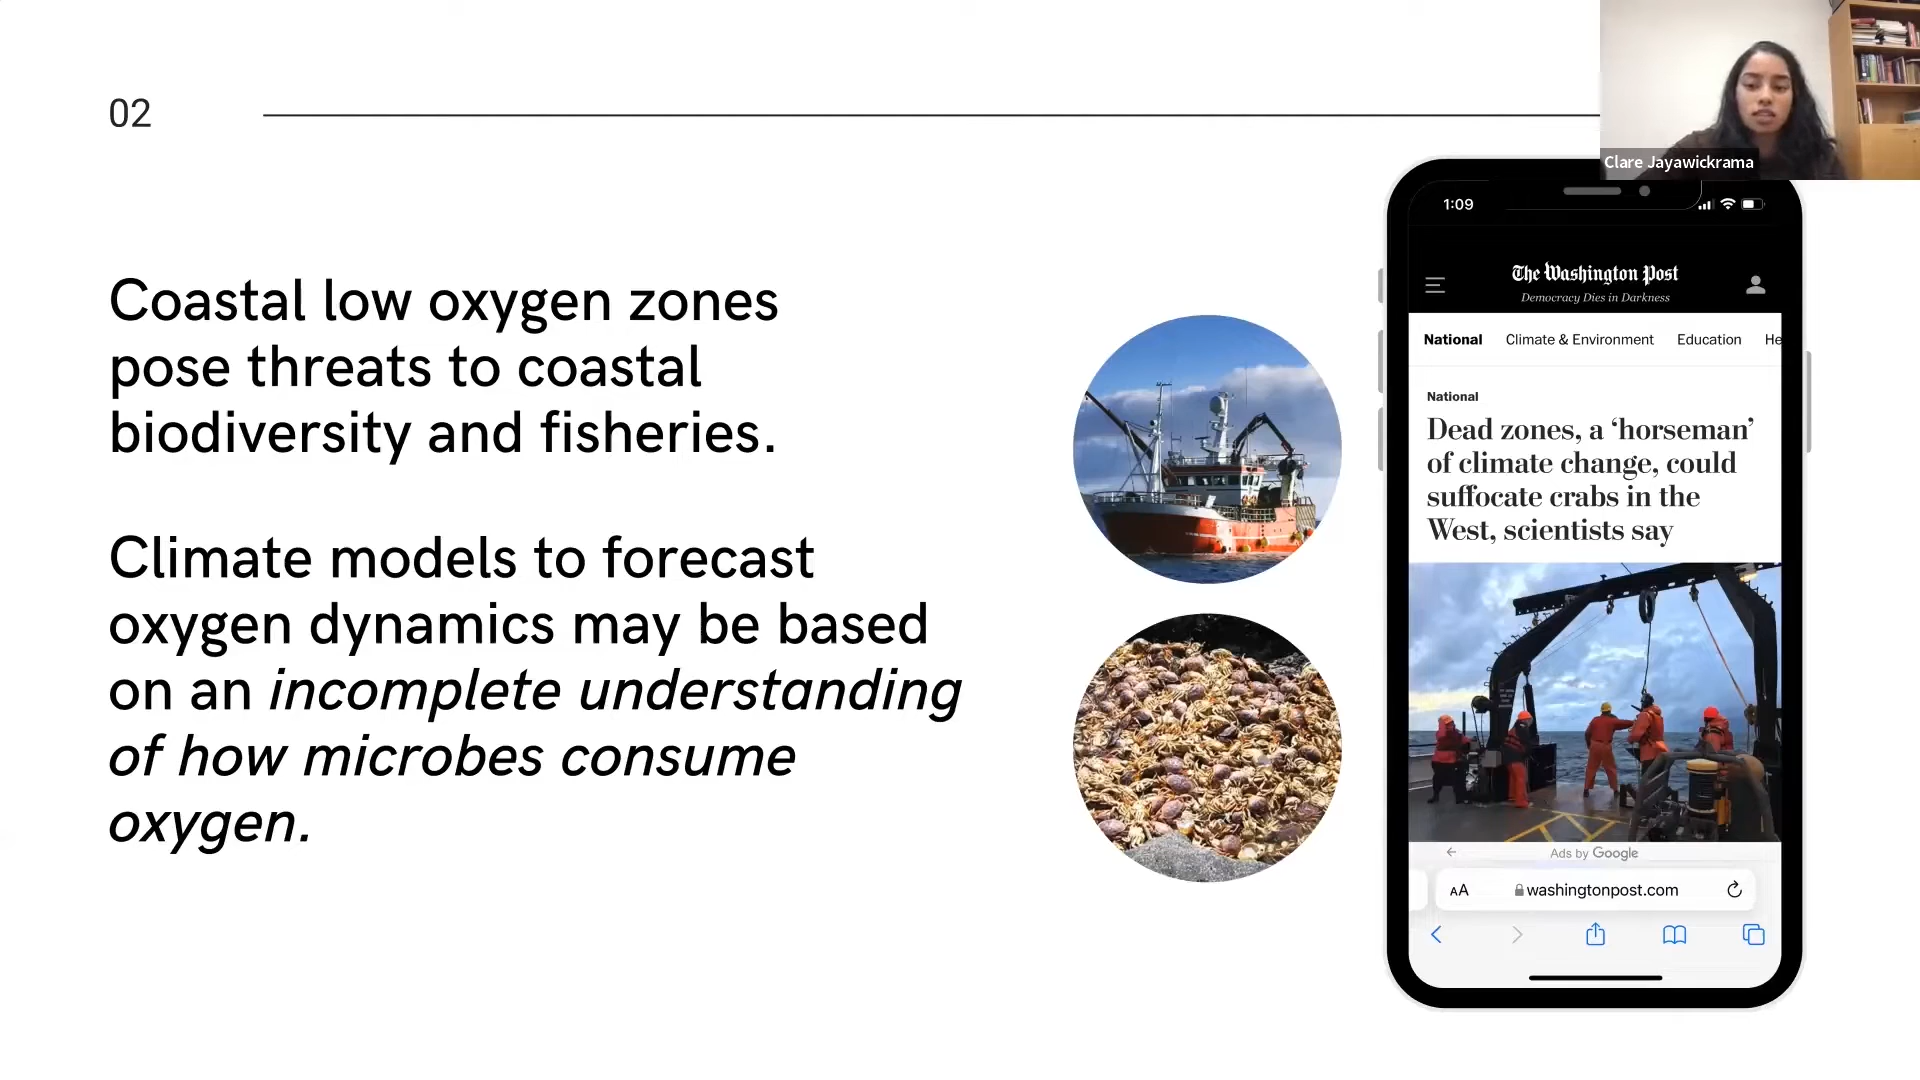 02
Coastal low oxygen zones
pose threats to coastal
biodiversity and fisheries.
Climate models to forecast
oxygen dynamics may be based
on an incomplete understanding
of how microbes consume
oxygen.
Clare Jayawickrama
1:09
The Washington Post
Democracy Dies in Darkness
National Climate & Environment Education He
National
Dead zones, a ‘horseman’
of climate change, could
suffocate crabs in the
West, scientists say
Ads by Google
AA washingtonpost.com